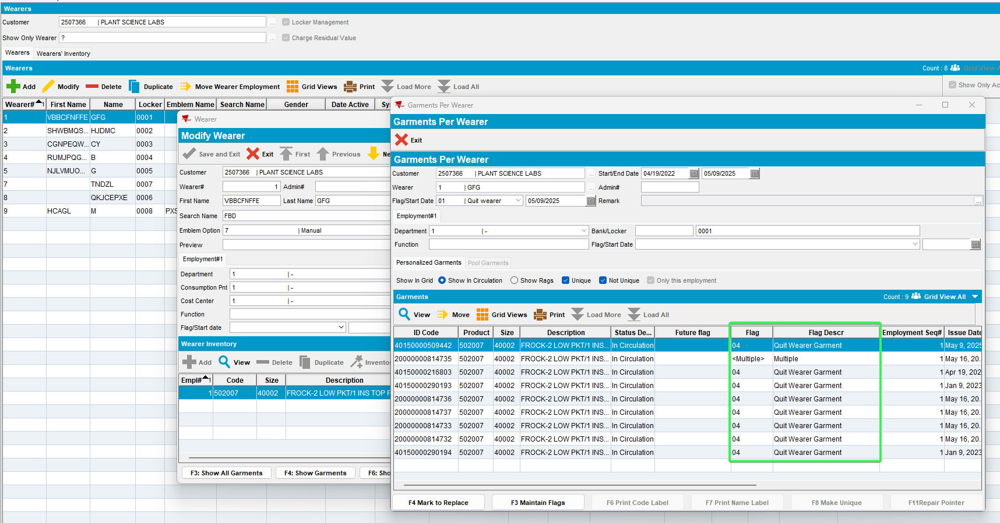 Wearers
Customer 2507366 | PLANT SCIENCE LABS ... Locker Management
Show Only Wearer ? ... Charge Residual Value
Wearers Wearers' Inventory
Wearers Count : 8 Grid View A
Add Modify Delete Duplicate Move Wearer Employment Grid Views Print Load More Load All Show Only Ac
Wearer# 1 First Name Name Locker Emblem Name Search Name Gender Date Active Sys
1 VBBCFNFFE GFG 0001
2 SHWBMQS... HJDMC 0002
3 CGNPEQW... CY 0003
4 RUMJPQG... B 0004
5 NJLVMUO... G 0005
7 TNDZL 0007
8 QKJCEPXE 0006
9 HCAGL M 0008 PXS
Wearer
Modify Wearer
Save and Exit Exit First Previous Ne
Customer 2507366 | PLANT SCIENCE LABS
Wearer# 1 Admin#
First Name VBBCFNFFE Last Name GFG
Search Name FBD
Emblem Option 7 | Manual
Preview
Employment#1
Department 1 | -
Consumption Pnt 1 | -
Cost Center 1 | -
Function
Flag/Start date
Wearer Inventory
Add View Delete Duplicate Invento
Empl# 1 Code Size Description
1 502007 40002 FROCK-2 LOW PKT/1 INS TOP F
F3: Show All Garments F4: Show Garments F6: Sho
Garments Per Wearer
Garments Per Wearer
Exit
Garments Per Wearer
Customer 2507366 | PLANT SCIENCE LABS ... Start/End Date 04/19/2022 16 05/09/2025 16
Wearer 1 | GFG ... Admin#
Flag/Start Date 01 | Quit wearer 05/09/2025 16 Remark ...
Employment#1
Department 1 | - Bank/Locker 0001
Function Flag/Start Date 16
Personalized Garments Pool Garments
Show In Grid Show In Circulation Show Rags Unique Not Unique Only this employment
Garments Count : 9 Grid View All
View Move Grid Views Print Load More Load All
ID Code Product Size Description Status De... Future flag Flag Flag Descr Employment Seq# Issue Date
40150000509442 502007 40002 FROCK-2 LOW PKT/1 INS... In Circulation 04 Quit Wearer Garment 1 May 9, 2025
20000000814735 502007 40002 FROCK-2 LOW PKT/1 INS... In Circulation <Multiple> Multiple 1 May 16, 20..
40150000216803 502007 40002 FROCK-2 LOW PKT/1 INS... In Circulation 04 Quit Wearer Garment 1 Apr 19, 202
40150000290193 502007 40002 FROCK-2 LOW PKT/1 INS... In Circulation 04 Quit Wearer Garment 1 Jan 9, 2023
20000000814736 502007 40002 FROCK-2 LOW PKT/1 INS... In Circulation 04 Quit Wearer Garment 1 May 16, 20..
20000000814737 502007 40002 FROCK-2 LOW PKT/1 INS... In Circulation 04 Quit Wearer Garment 1 May 16, 20..
20000000814733 502007 40002 FROCK-2 LOW PKT/1 INS... In Circulation 04 Quit Wearer Garment 1 May 16, 20..
20000000814732 502007 40002 FROCK-2 LOW PKT/1 INS... In Circulation 04 Quit Wearer Garment 1 May 16, 20..
40150000290194 502007 40002 FROCK-2 LOW PKT/1 INS... In Circulation 04 Quit Wearer Garment 1 Jan 9, 2023
F4 Mark to Replace F3 Maintain Flags F6 Print Code Label F7 Print Name Label F8 Make Unique F11Repair Pointer